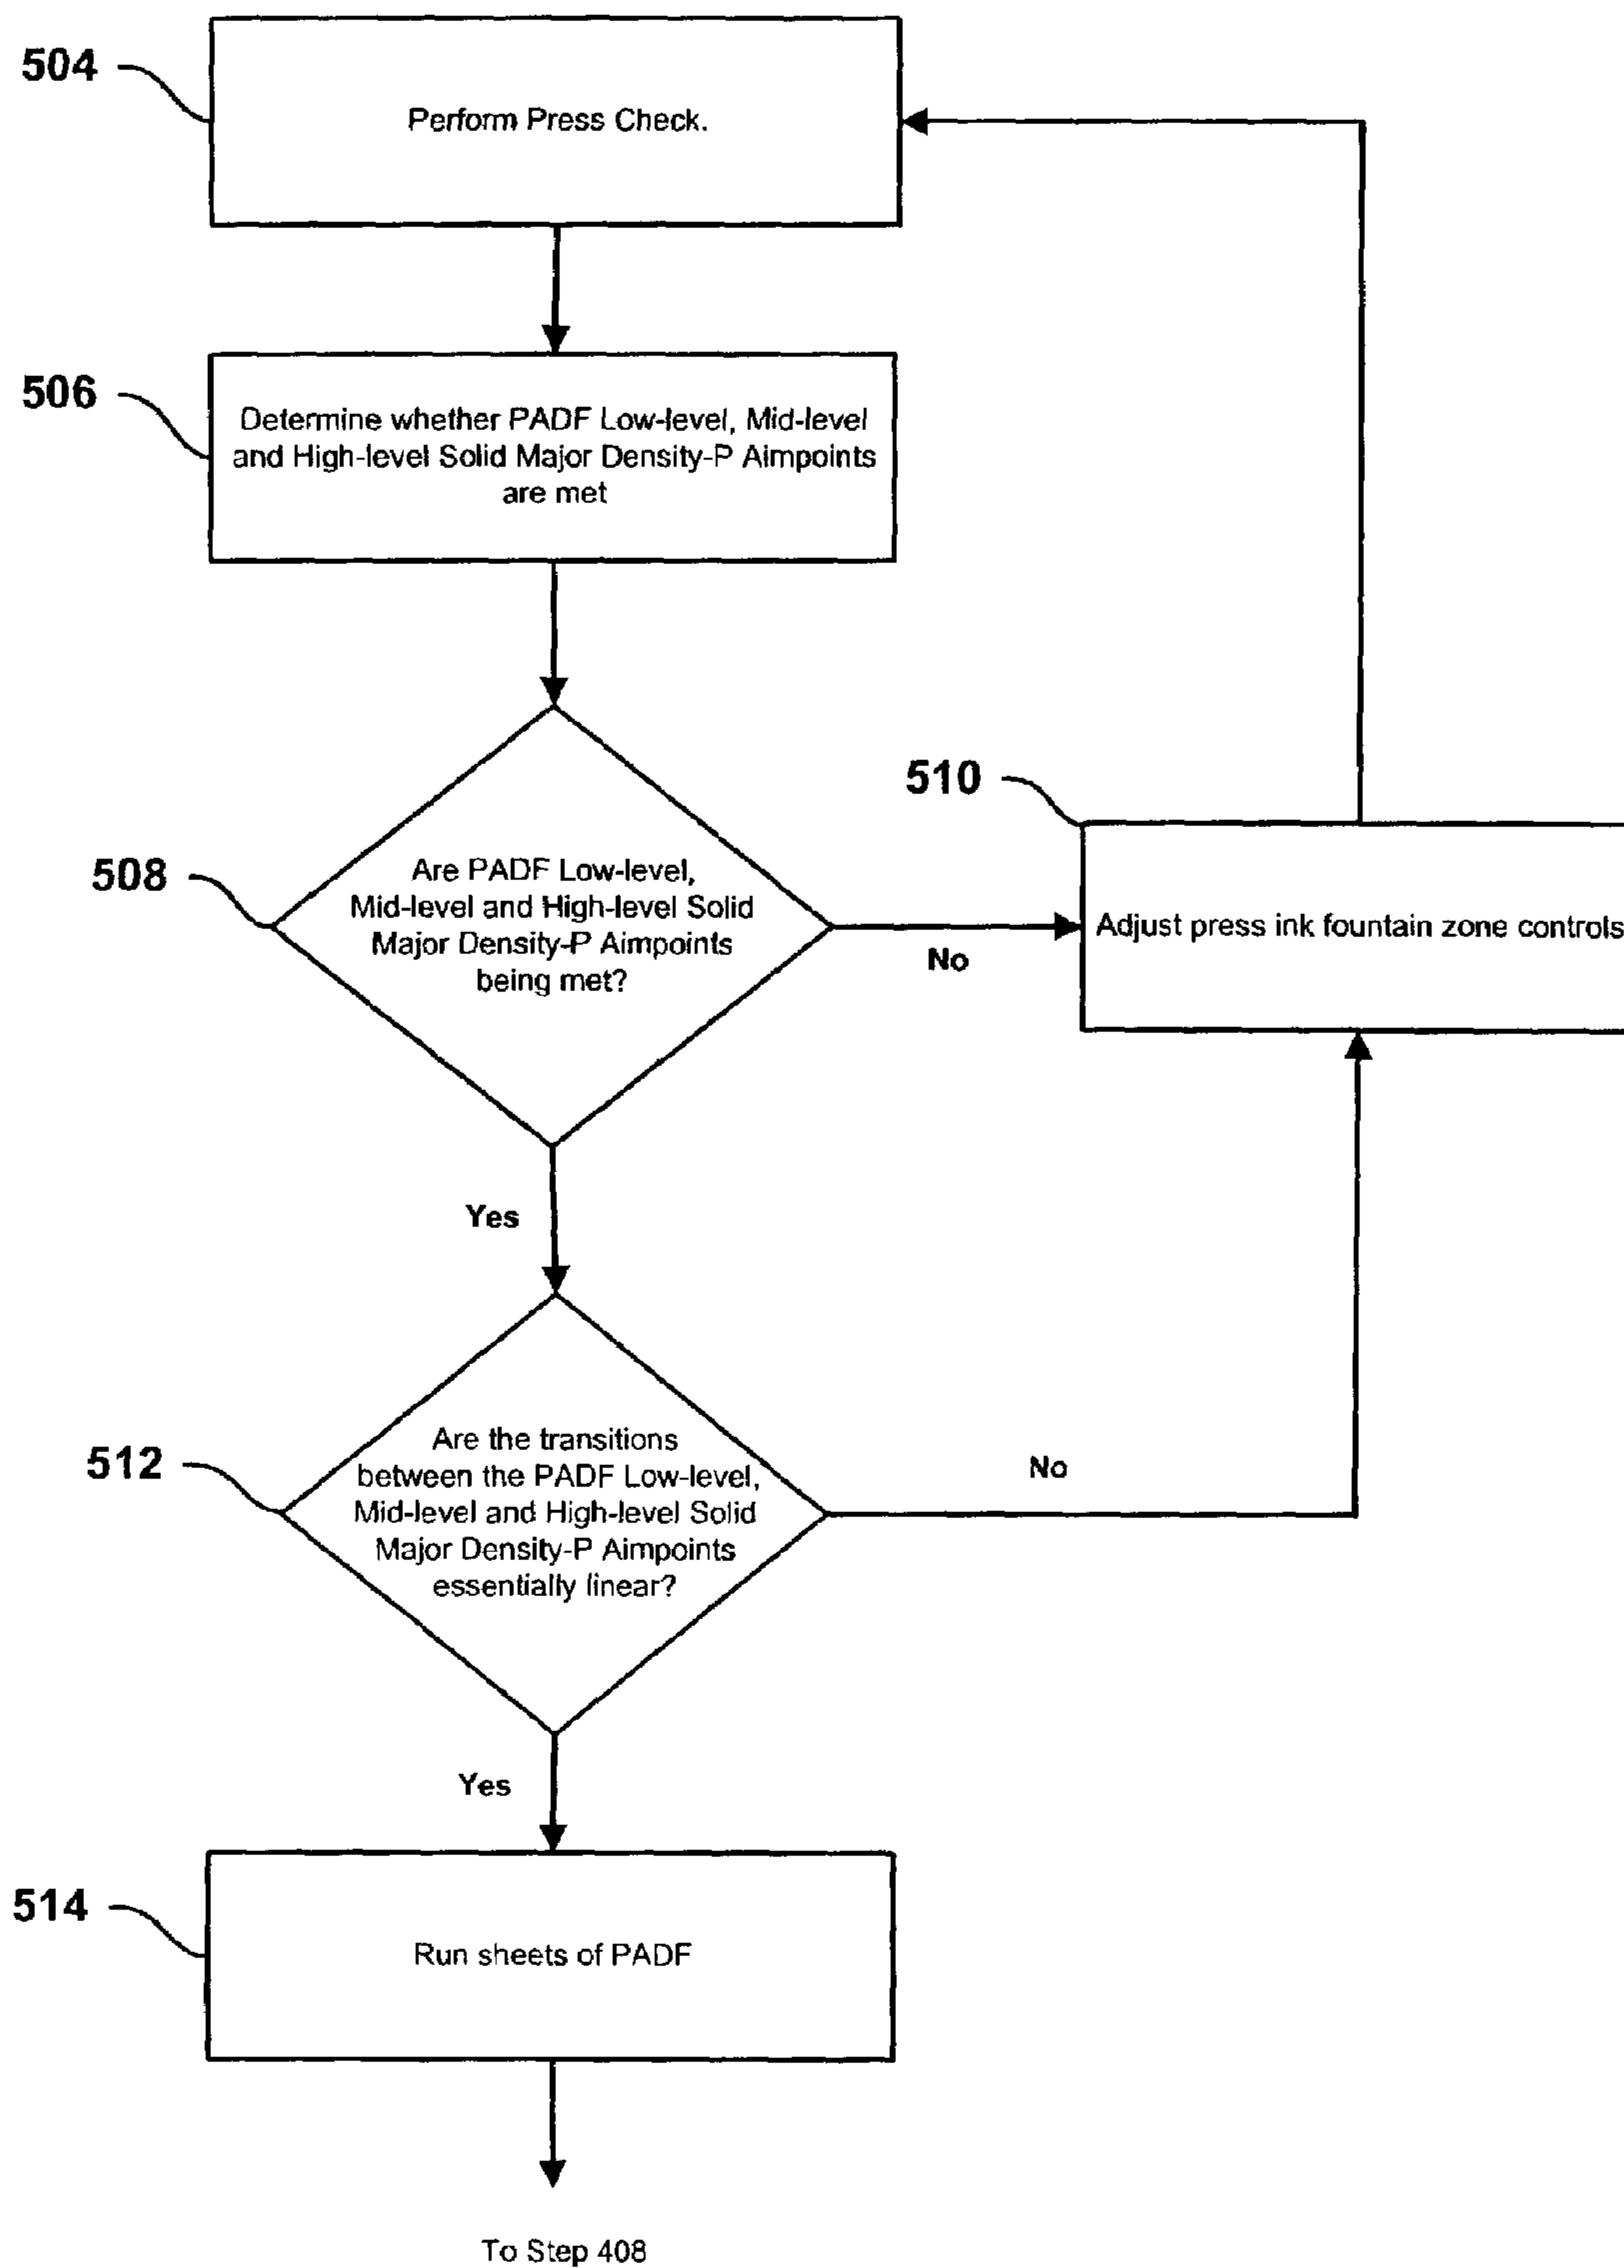 504
Perform Press Check.
506
Determine whether PADF Low-level, Mid-level
and High-level Solid Major Density-P Aimpoints
are met
510
508
Are PADF Low-level,
Mid-level and High-level Solid
Major Density-P Aimpoints
being met?
No
Adjust press ink fountain zone controls
Yes
512
Are the transitions
between the PADF Low-level,
Mid-level and High-level Solid
Major Density-P Aimpoints
essentially linear?
No
Yes
514
Run sheets of PADF
To Step 408